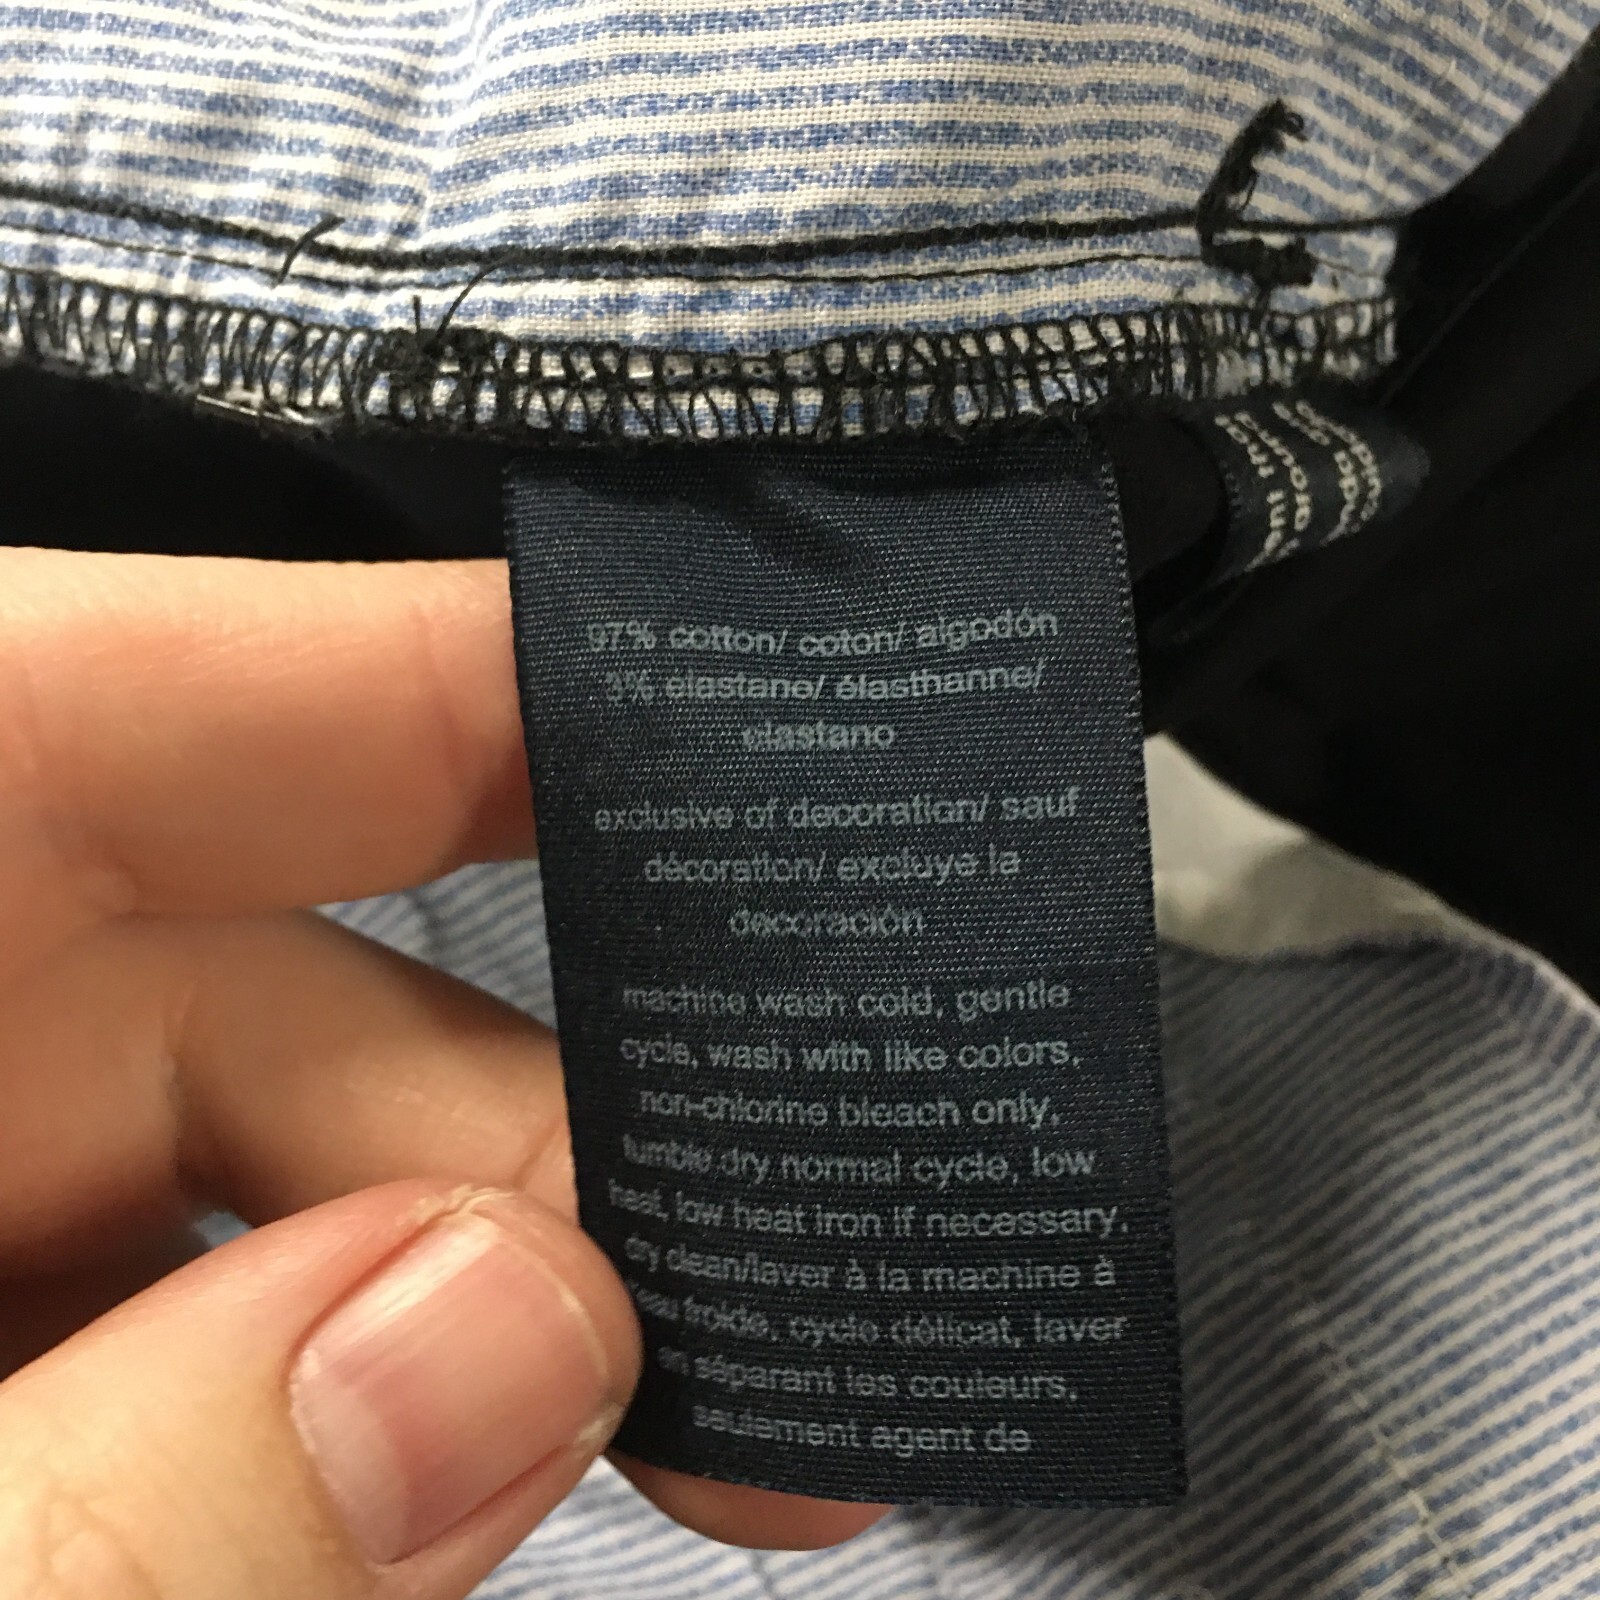 97% cotton/ coton/ algodón
3% elastane/ élasthanne/
elastano
exclusive of decoration/ sauf
décoration/ excluye la
decoración
machine wash cold, gentle
cycle, wash with like colors,
non-chlorine bleach only,
tumble dry normal cycle, low
heat, low heat iron if necessary,
dry clean/laver à la machine à
l'eau froide, cycle délicat, laver
en séparant les couleurs,
seulement agent de